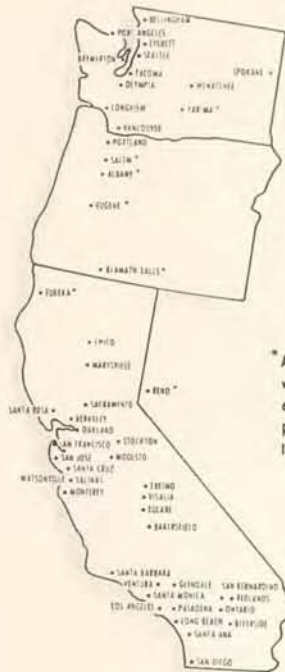 BELLINGHAM
PORT ANGELES
EVERETT
SEATTLE
BREMERTON
TACOMA
SPOKANE
OLYMPIA
WENATCHEE
LONGVIEW
YAKIMA *
VANCOUVER
PORTLAND
SALEM *
ALBANY *
EUGENE *
KLAMATH FALLS *
EUREKA *
CHICO
MARYSVILLE
RENO *
SACRAMENTO
SANTA ROSA
BERKELEY
OAKLAND
SAN FRANCISCO
STOCKTON
SAN JOSE
MODESTO
SANTA CRUZ
WATSONVILLE
SALINAS
MONTEREY
FRESNO
VISALIA
TULARE
BAKERSFIELD
SANTA BARBARA
VENTURA
GLENDALE
SAN BERNARDINO
SANTA MONICA
REDLANDS
LOS ANGELES
PASADENA
ONTARIO
LONG BEACH
RIVERSIDE
SANTA ANA
SAN DIEGO